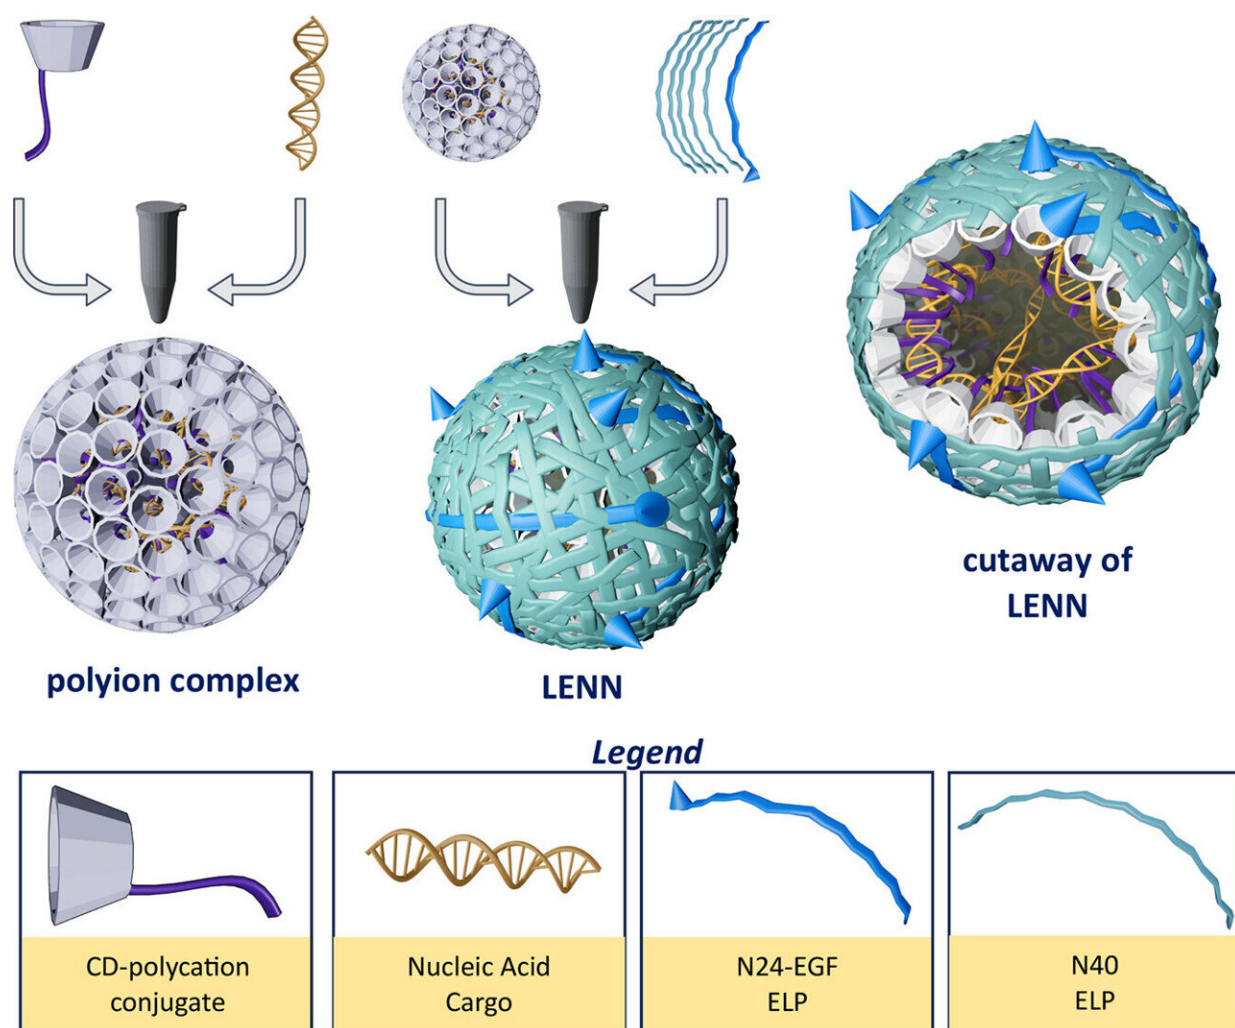 polyion complex
LENN
cutaway of
LENN
Legend
CD-polycation
conjugate
Nucleic Acid
Cargo
N24-EGF
ELP
N40
ELP